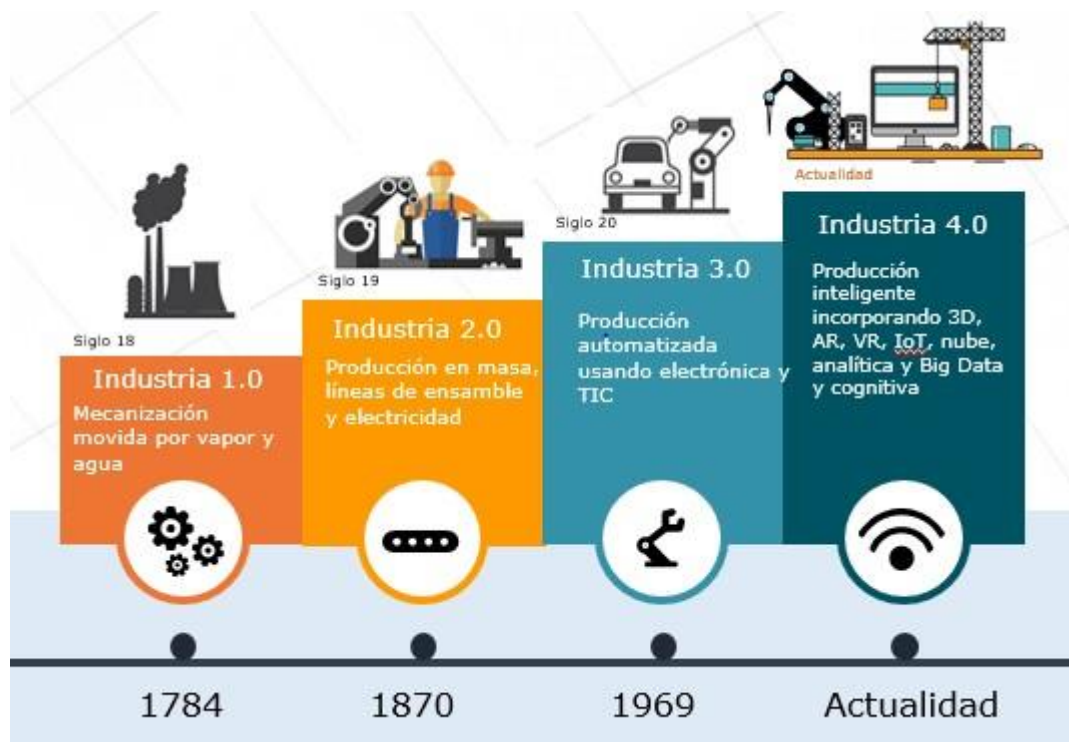 Siglo 18
Industria 1.0
Mecanización
movida por vapor y
agua
Siglo 19
Industria 2.0
Producción en masa,
líneas de ensamble
y electricidad
Siglo 20
Industria 3.0
Producción
automatizada
usando electrónica y
TIC
Actualidad
Industria 4.0
Producción
inteligente
incorporando 3D,
AR, VR, IoT, nube,
analítica y Big Data
y cognitiva
1784
1870
1969
Actualidad